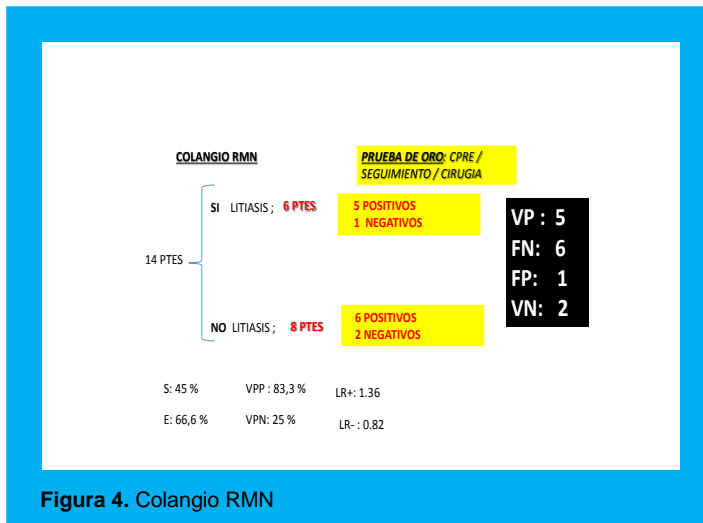 COLANGIO RMN
PRUEBA DE ORO: CPRE /
SEGUIMIENTO / CIRUGIA
SI LITIASIS ; 6 PTES
5 POSITIVOS
1 NEGATIVOS
VP : 5
FN: 6
FP: 1
VN: 2
14 PTES
NO LITIASIS ; 8 PTES
6 POSITIVOS
2 NEGATIVOS
S: 45 % VPP : 83,3 % LR+: 1.36
E: 66,6 % VPN: 25 % LR- : 0.82
Figura 4. Colangio RMN